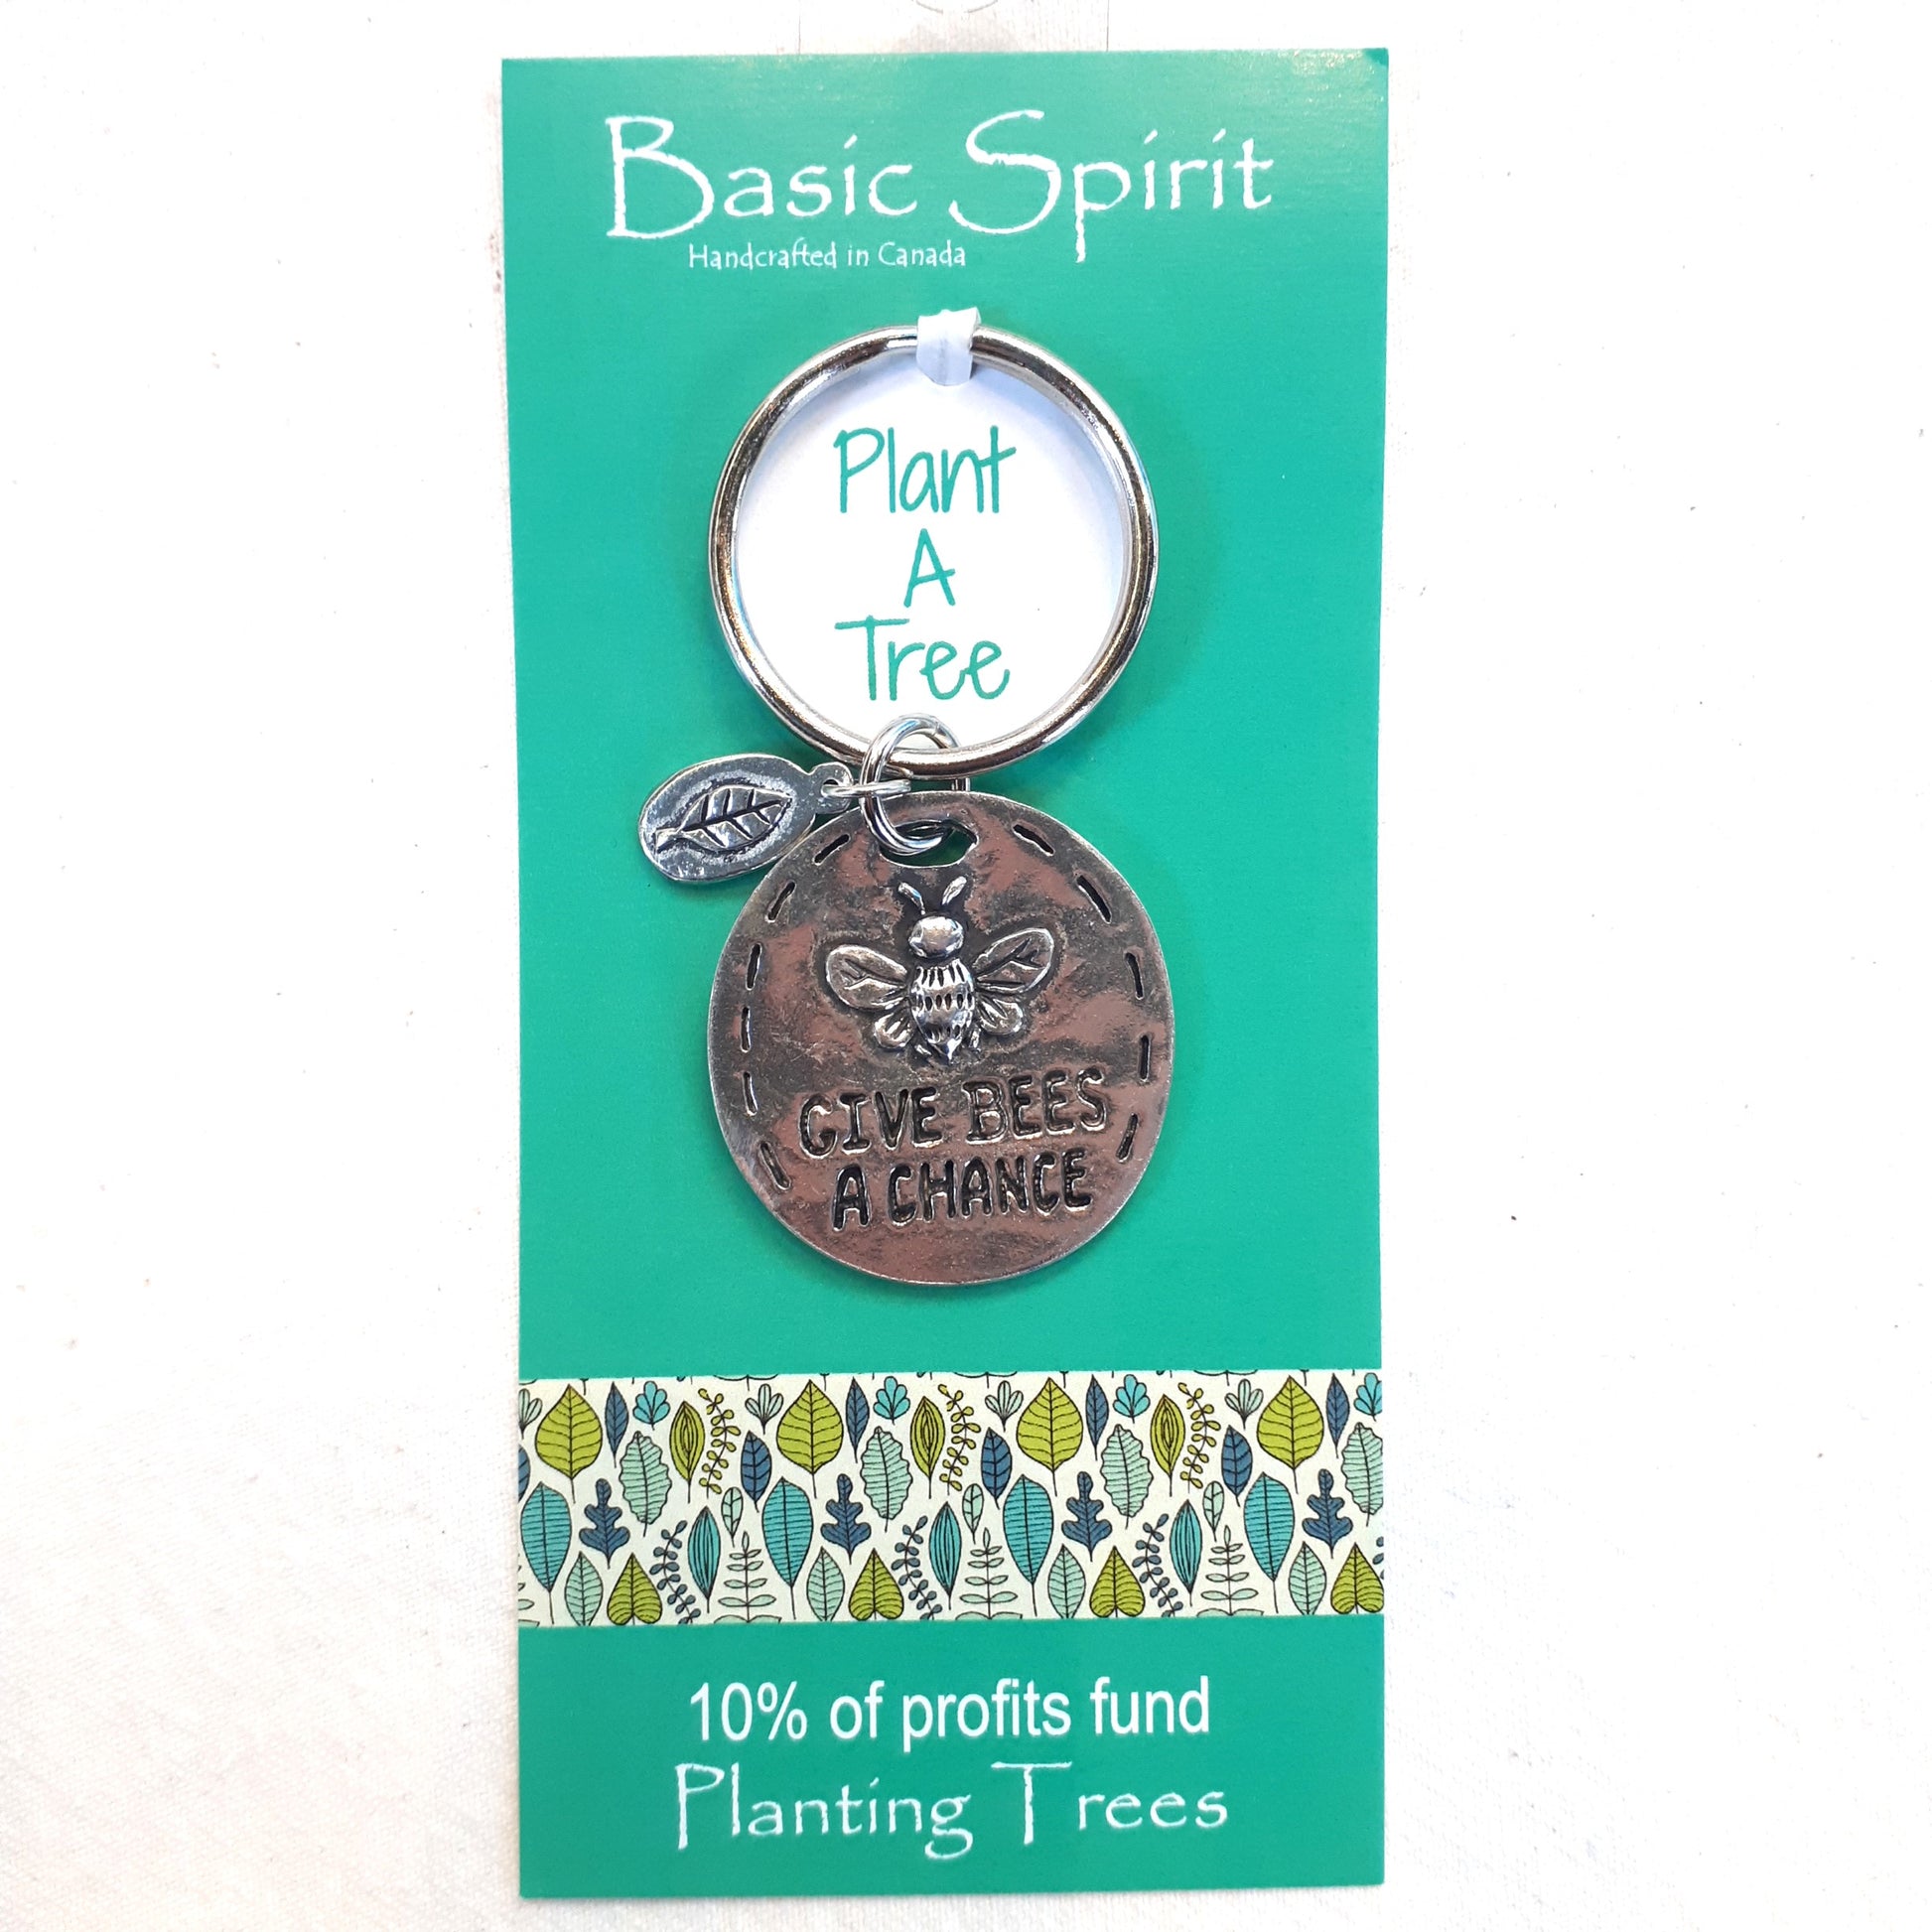 Basic Spirit
Handcrafted in Canada
Plant
A
Tree
GIVE BEES
A CHANCE
10% of profits fund
Planting Trees